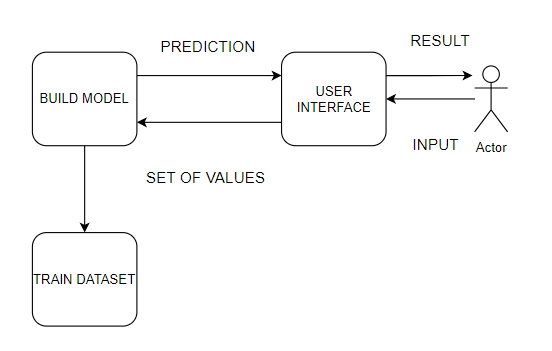 PREDICTION
RESULT
BUILD MODEL
USER
INTERFACE
INPUT
Actor
SET OF VALUES
TRAIN DATASET